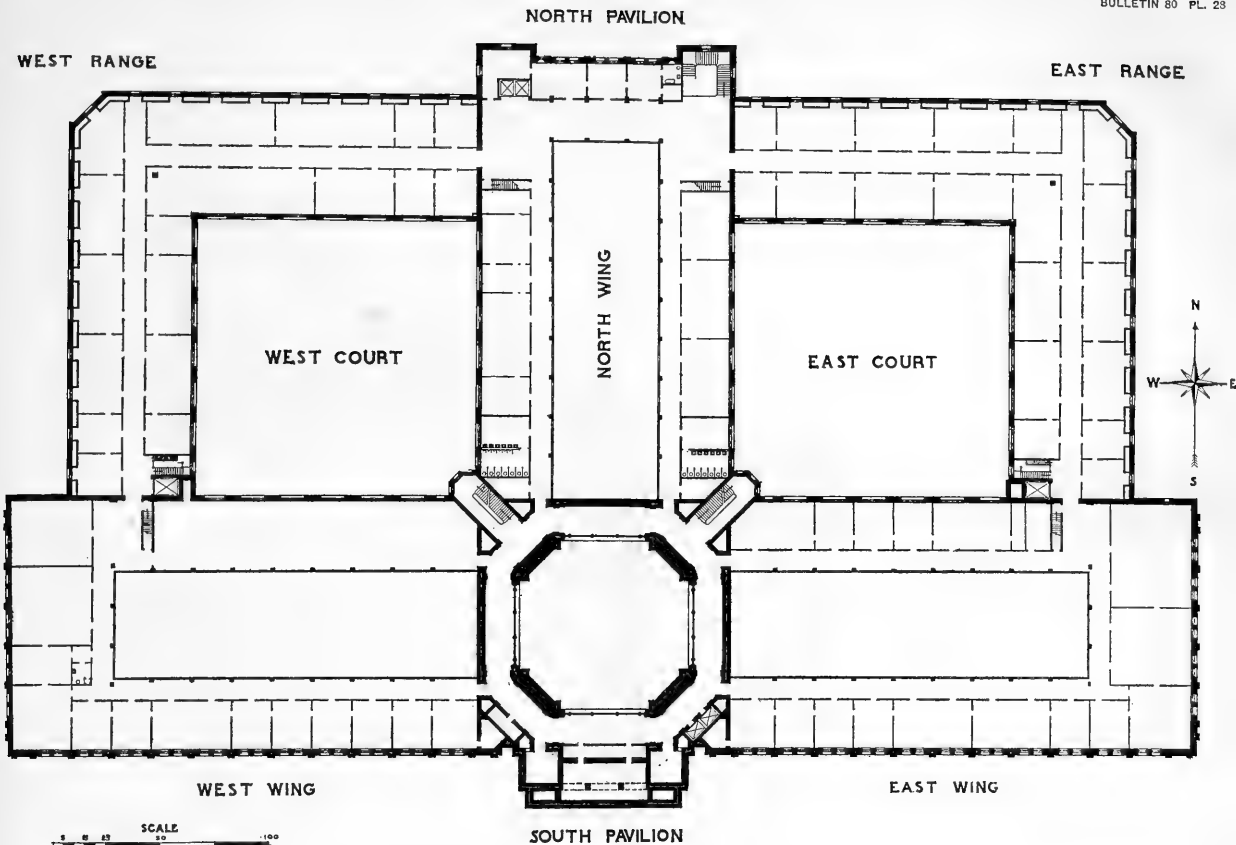 BULLETIN 80 PL. 28
NORTH PAVILION
WEST RANGE
EAST RANGE
NORTH WING
WEST COURT
EAST COURT
N
W E
S
WEST WING
EAST WING
SCALE
50 100
SOUTH PAVILION